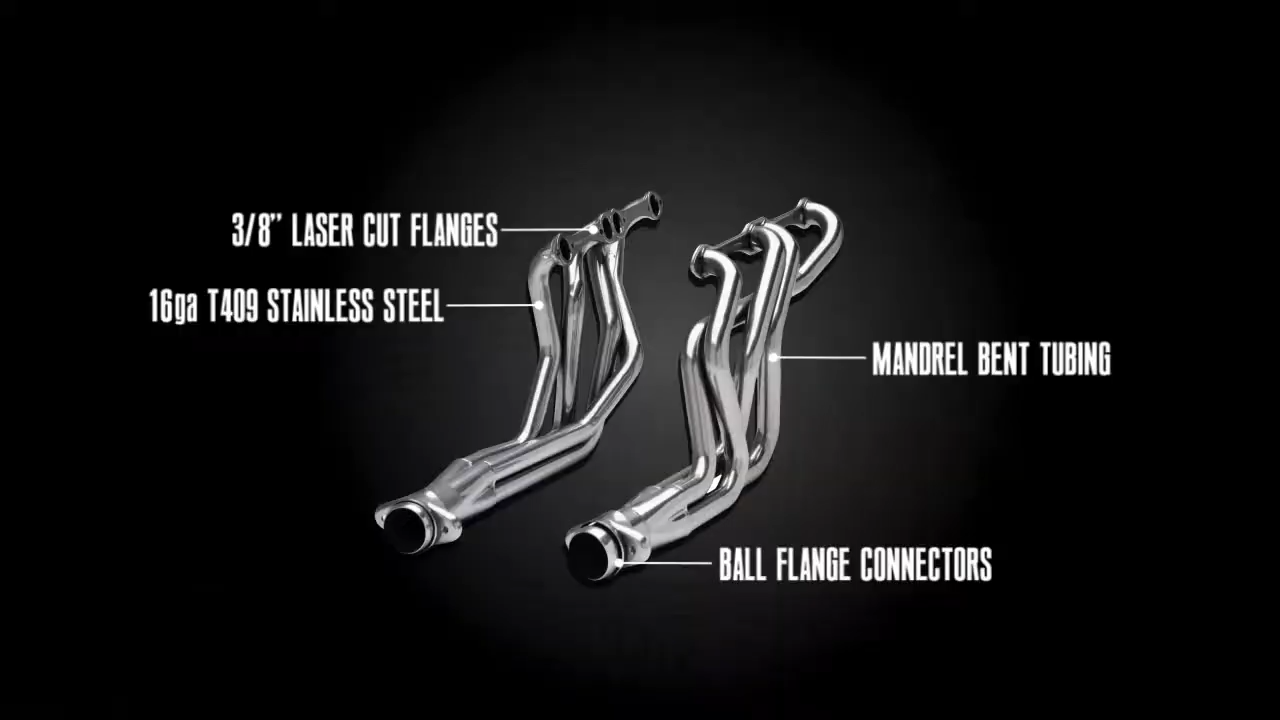 3/8” LASER CUT FLANGES
16ga T409 STAINLESS STEEL
MANDREL BENT TUBING
BALL FLANGE CONNECTORS